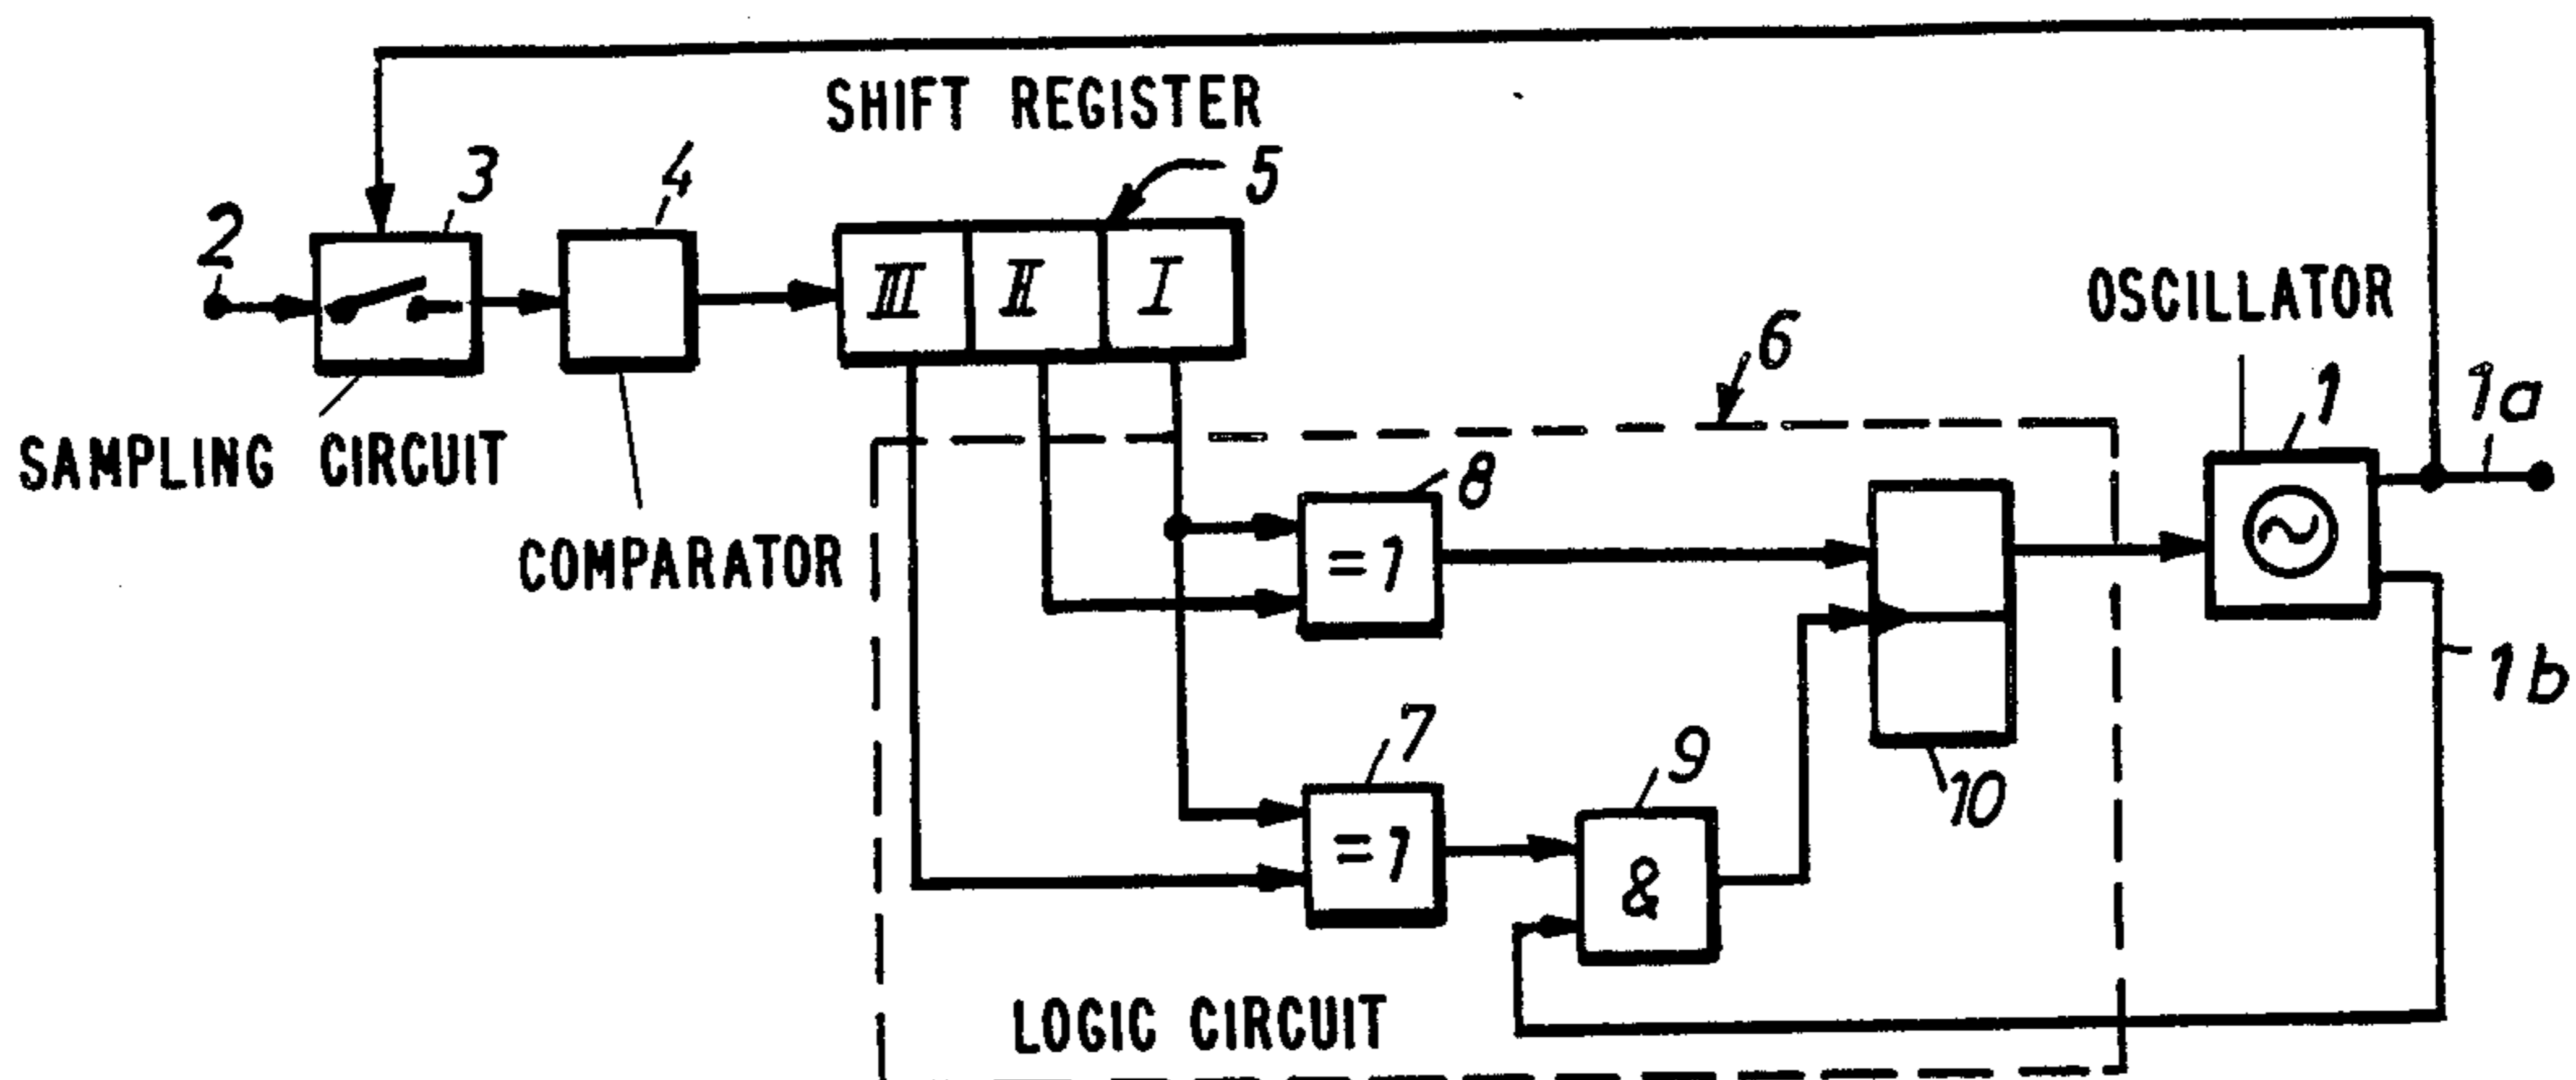 SHIFT REGISTER
3
4
5
2
III II I
OSCILLATOR
6
1
1a
SAMPLING CIRCUIT
8
COMPARATOR
=1
1b
7
9
10
=1
&
LOGIC CIRCUIT